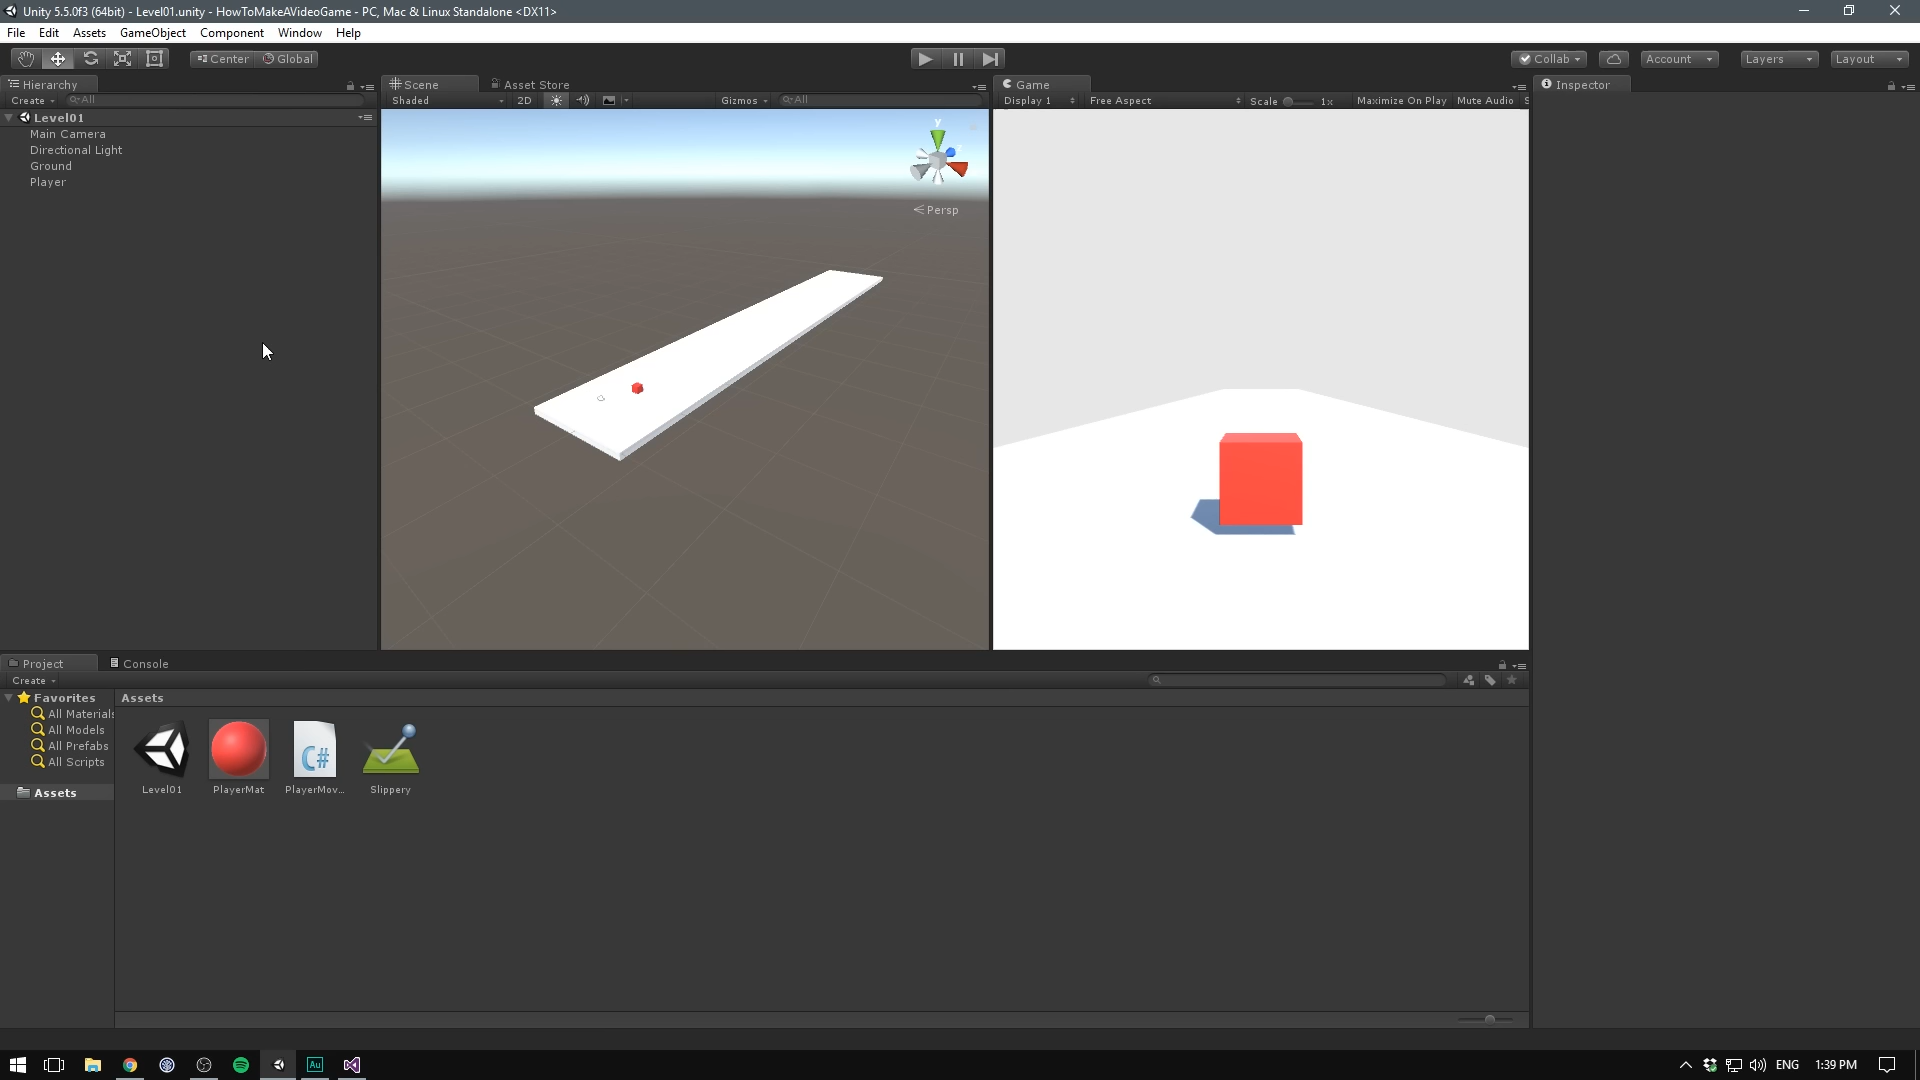 Unity 5.5.0f3 (64bit) - Level01.unity - HowToMakeAVideoGame - PC, Mac & Linux Standalone <DX11>
File Edit Assets GameObject Component Window Help
Center Global Collab Account Layers Layout
Hierarchy
Create All
Level01
Main Camera
Directional Light
Ground
Player
Scene Asset Store
Shaded 2D Gizmos All
y
Persp
Game
Display 1 Free Aspect Scale 1x Maximize On Play Mute Audio S
Inspector
Project Console
Create
Favorites
All Materials
All Models
All Prefabs
All Scripts
Assets
Assets
Level01 PlayerMat PlayerMov... Slippery
C#
Au
ENG 1:39 PM